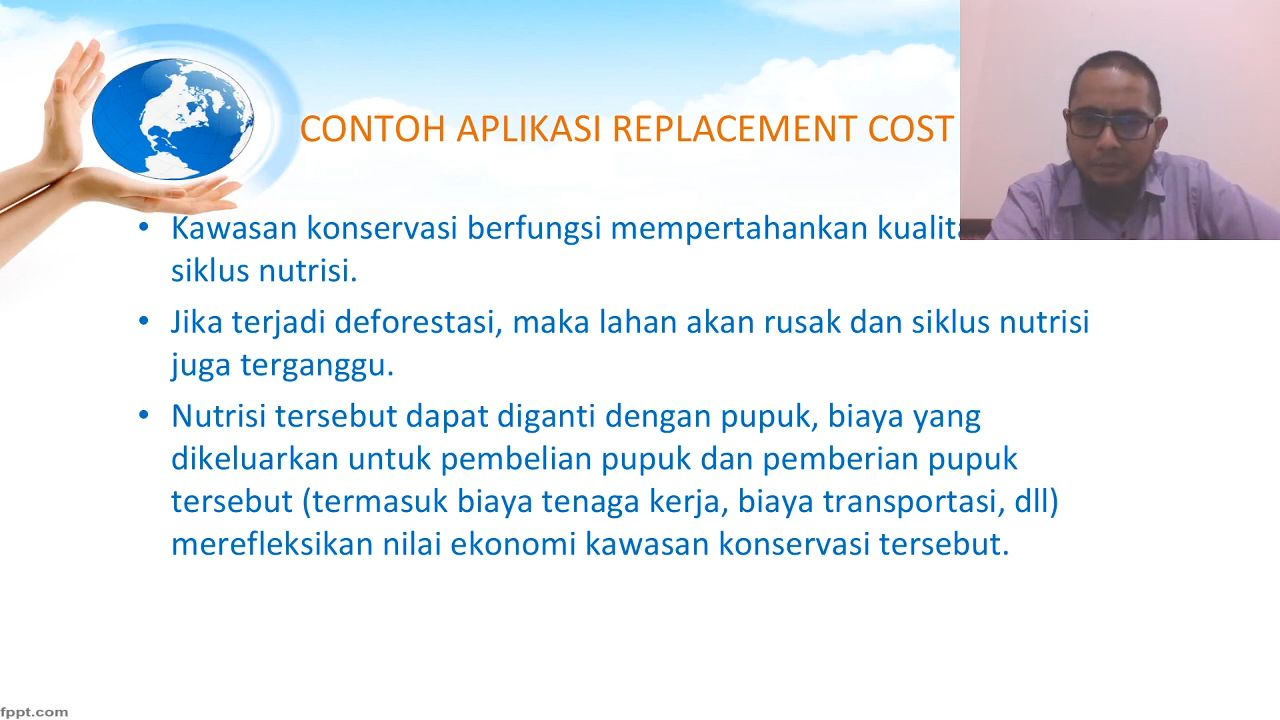 CONTOH APLIKASI REPLACEMENT COST
• Kawasan konservasi berfungsi mempertahankan
siklus nutrisi.
• Jika terjadi deforestasi, maka lahan akan rusak dan siklus nutrisi
juga terganggu.
• Nutrisi tersebut dapat diganti dengan pupuk, biaya yang
dikeluarkan untuk pembelian pupuk dan pemberian pupuk
tersebut (termasuk biaya tenaga kerja, biaya transportasi, dll)
merefleksikan nilai ekonomi kawasan konservasi tersebut.
fppt.com